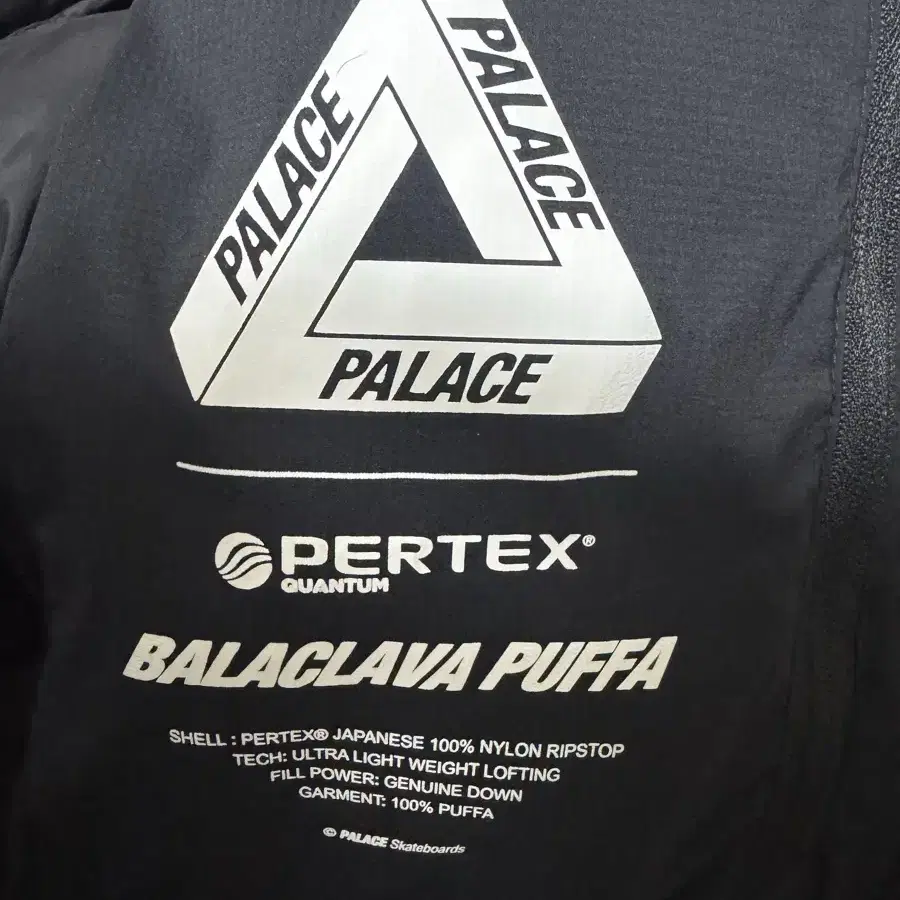 PALACE
PALACE
PALACE
PERTEX®
QUANTUM
BALACLAVA PUFFA
SHELL : PERTEX® JAPANESE 100% NYLON RIPSTOP
TECH: ULTRA LIGHT WEIGHT LOFTING
FILL POWER: GENUINE DOWN
GARMENT: 100% PUFFA
© PALACE Skateboards